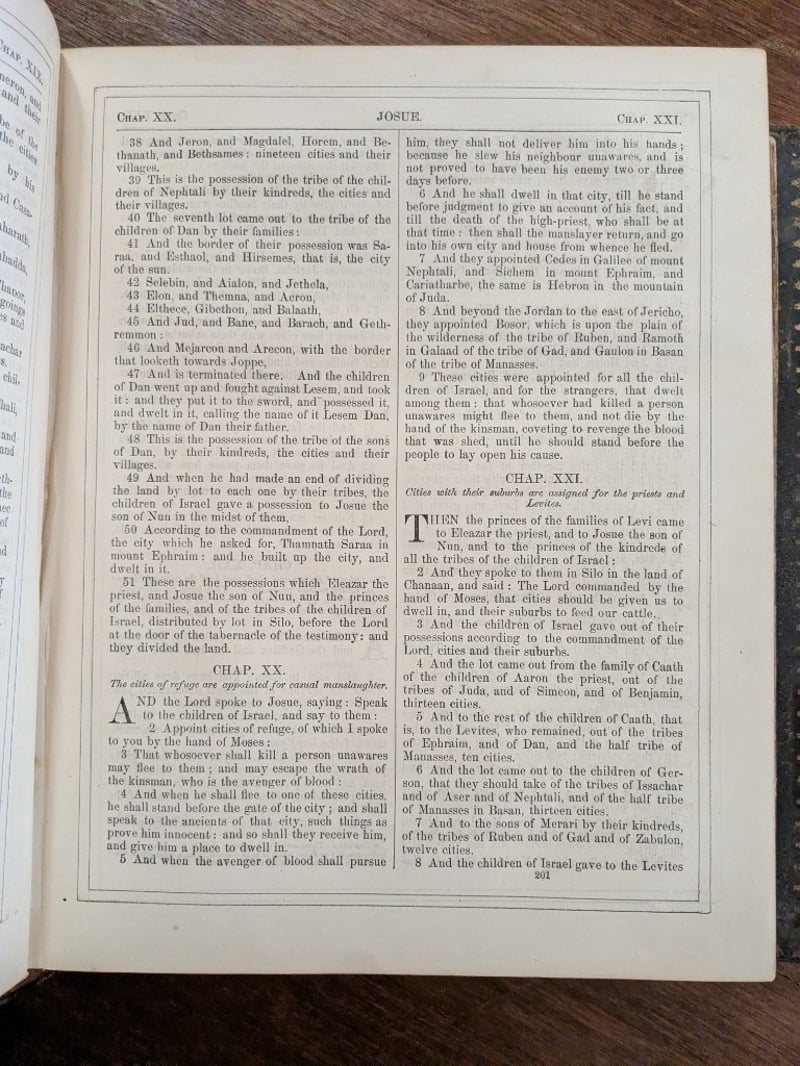 CHAP. XIX.
and their
be of the
the cities
by his
CHAP. XX.
JOSUE.
CHAP. XXI.
38 And Jeron, and Magdalel, Horem, and Be-
thanath, and Bethsames: nineteen cities and their
villages.
39 This is the possession of the tribe of the chil-
dren of Nephtali by their kindreds, the cities and
their villages.
40 The seventh lot came out to the tribe of the
children of Dan by their families:
41 And the border of their possession was Sa-
raa, and Esthaol, and Hirsemes, that is, the city
of the sun.
42 Selebin, and Aialon, and Jethela,
43 Elon, and Themna, and Acron,
44 Elthece, Gibethon, and Balaath,
45 And Jud, and Bane, and Barach, and Geth-
remmon:
46 And Mejarcon and Arecon, with the border
that looketh towards Joppe,
47 And is terminated there. And the children
of Dan went up and fought against Lesem, and took
it: and they put it to the sword, and possessed it,
and dwelt in it, calling the name of it Lesem Dan,
by the name of Dan their father.
48 This is the possession of the tribe of the sons
of Dan, by their kindreds, the cities and their
villages.
49 And when he had made an end of dividing
the land by lot to each one by their tribes, the
children of Israel gave a possession to Josue the
son of Nun in the midst of them,
50 According to the commandment of the Lord,
the city which he asked for, Thamnath Saraa in
mount Ephraim: and he built up the city, and
dwelt in it.
51 These are the possessions which Eleazar the
priest, and Josue the son of Nun, and the princes
of the families, and of the tribes of the children of
Israel, distributed by lot in Silo, before the Lord
at the door of the tabernacle of the testimony: and
they divided the land.
CHAP. XX.
The cities of refuge are appointed for casual manslaughter.
AND the Lord spoke to Josue, saying: Speak
to the children of Israel, and say to them:
2 Appoint cities of refuge, of which I spoke
to you by the hand of Moses:
3 That whosoever shall kill a person unawares
may flee to them; and may escape the wrath of
the kinsman, who is the avenger of blood:
4 And when he shall flee to one of these cities,
he shall stand before the gate of the city; and shall
speak to the ancients of that city, such things as
prove him innocent: and so shall they receive him,
and give him a place to dwell in.
5 And when the avenger of blood shall pursue
him, they shall not deliver him into his hands;
because he slew his neighbour unawares, and is
not proved to have been his enemy two or three
days before.
6 And he shall dwell in that city, till he stand
before judgment to give an account of his fact, and
till the death of the high-priest, who shall be at
that time: then shall the manslayer return, and go
into his own city and house from whence he fled.
7 And they appointed Cedes in Galilee of mount
Nephtali, and Sichem in mount Ephraim, and
Cariatharbe, the same is Hebron in the mountain
of Juda.
8 And beyond the Jordan to the east of Jericho,
they appointed Bosor, which is upon the plain of
the wilderness of the tribe of Ruben, and Ramoth
in Galaad of the tribe of Gad, and Gaulon in Basan
of the tribe of Manasses.
9 These cities were appointed for all the chil-
dren of Israel, and for the strangers, that dwelt
among them: that whosoever had killed a person
unawares might flee to them, and not die by the
hand of the kinsman, coveting to revenge the blood
that was shed, until he should stand before the
people to lay open his cause.
CHAP. XXI.
Cities with their suburbs are assigned for the priests and
Levites.
THEN the princes of the families of Levi came
to Eleazar the priest, and to Josue the son of
Nun, and to the princes of the kindreds of
all the tribes of the children of Israel:
2 And they spoke to them in Silo in the land of
Chanaan, and said: The Lord commanded by the
hand of Moses, that cities should be given us to
dwell in, and their suburbs to feed our cattle.
3 And the children of Israel gave out of their
possessions according to the commandment of the
Lord, cities and their suburbs.
4 And the lot came out from the family of Caath
of the children of Aaron the priest, out of the
tribes of Juda, and of Simeon, and of Benjamin,
thirteen cities.
5 And to the rest of the children of Caath, that
is, to the Levites, who remained, out of the tribes
of Ephraim, and of Dan, and the half tribe of
Manasses, ten cities.
6 And the lot came out to the children of Ger-
son, that they should take of the tribes of Issachar
and of Aser and of Nephtali, and of the half tribe
of Manasses in Basan, thirteen cities.
7 And to the sons of Merari by their kindreds,
of the tribes of Ruben and of Gad and of Zabulon,
twelve cities.
8 And the children of Israel gave to the Levites
201